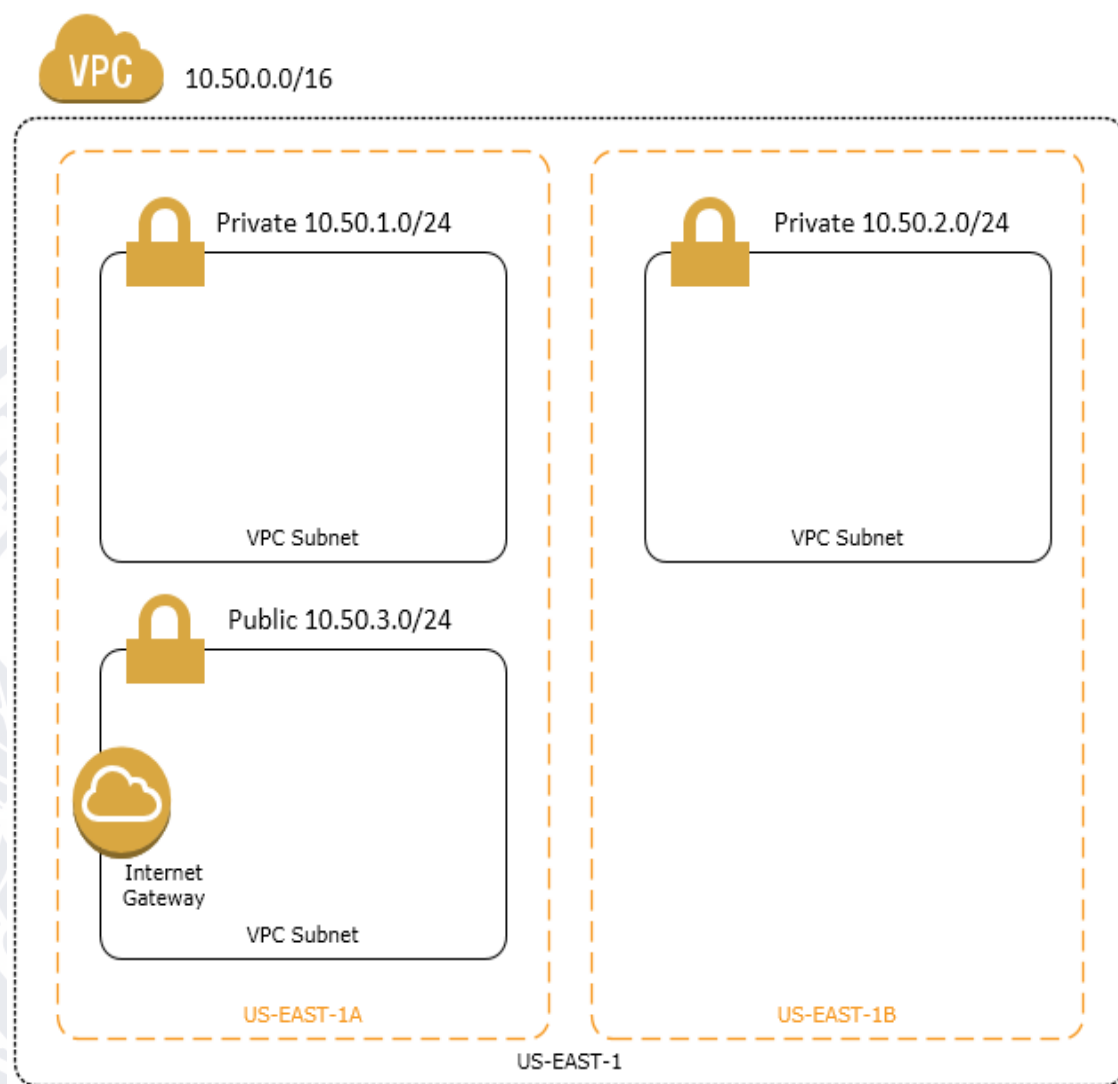 VPC
10.50.0.0/16
Private 10.50.1.0/24
VPC Subnet
Private 10.50.2.0/24
VPC Subnet
Public 10.50.3.0/24
Internet
Gateway
VPC Subnet
US-EAST-1A
US-EAST-1B
US-EAST-1